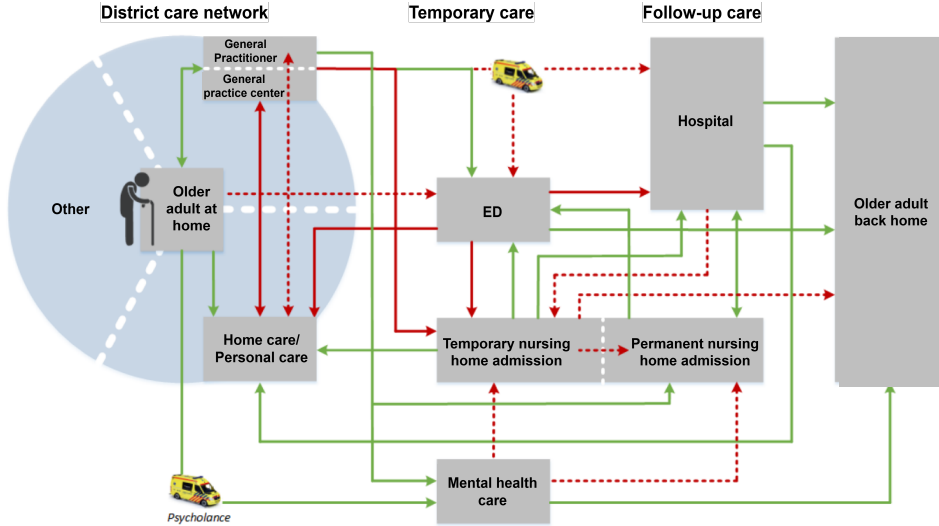 District care network
Temporary care
Follow-up care
General
Practitioner
General
practice center
Hospital
Other
Older
adult at
home
ED
Older adult
back home
Home care/
Personal care
Temporary nursing
home admission
Permanent nursing
home admission
Mental health
care
Psycholance